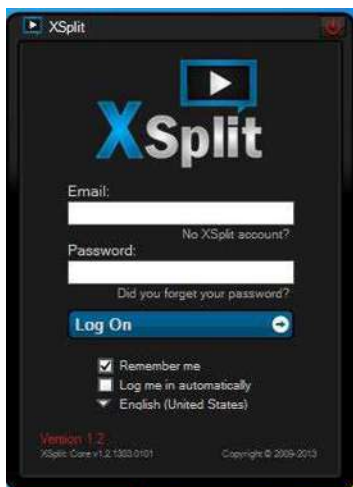 XSplit
XSplit
Email:
No XSplit account?
Password:
Did you forget your password?
Log On
Remember me
Log me in automatically
English (United States)
Version 1.2
XSplit Core v1.2.1303.0101
Copyright © 2009-2013